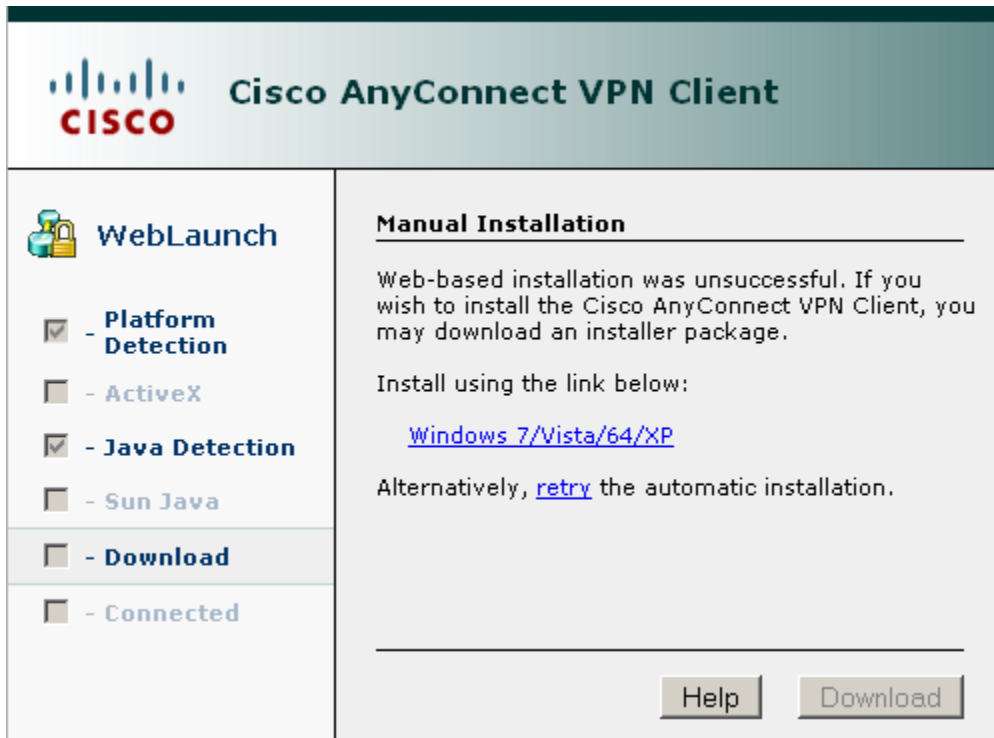 CISCO
Cisco AnyConnect VPN Client
WebLaunch
- Platform
Detection
- ActiveX
- Java Detection
- Sun Java
- Download
- Connected
Manual Installation
Web-based installation was unsuccessful. If you
wish to install the Cisco AnyConnect VPN Client, you
may download an installer package.
Install using the link below:
Windows 7/Vista/64/XP
Alternatively, retry the automatic installation.
Help
Download